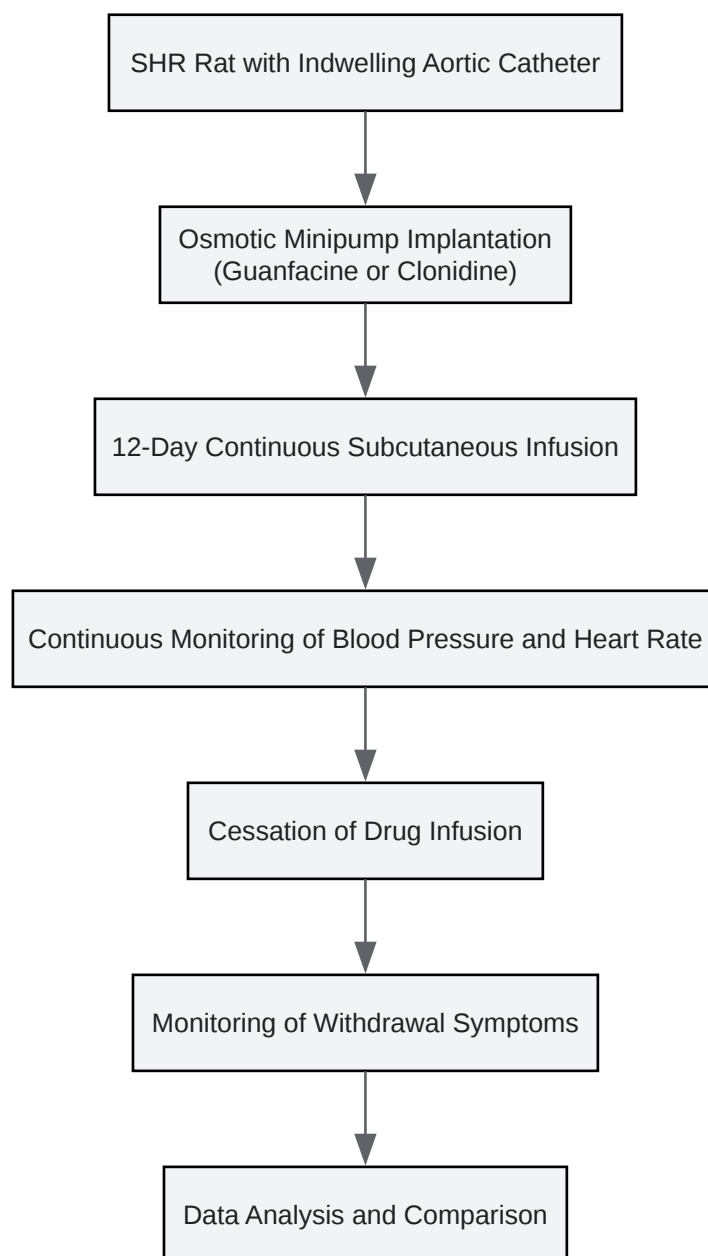 SHR Rat with Indwelling Aortic Catheter
Osmotic Minipump Implantation
(Guanfacine or Clonidine)
12-Day Continuous Subcutaneous Infusion
Continuous Monitoring of Blood Pressure and Heart Rate
Cessation of Drug Infusion
Monitoring of Withdrawal Symptoms
Data Analysis and Comparison